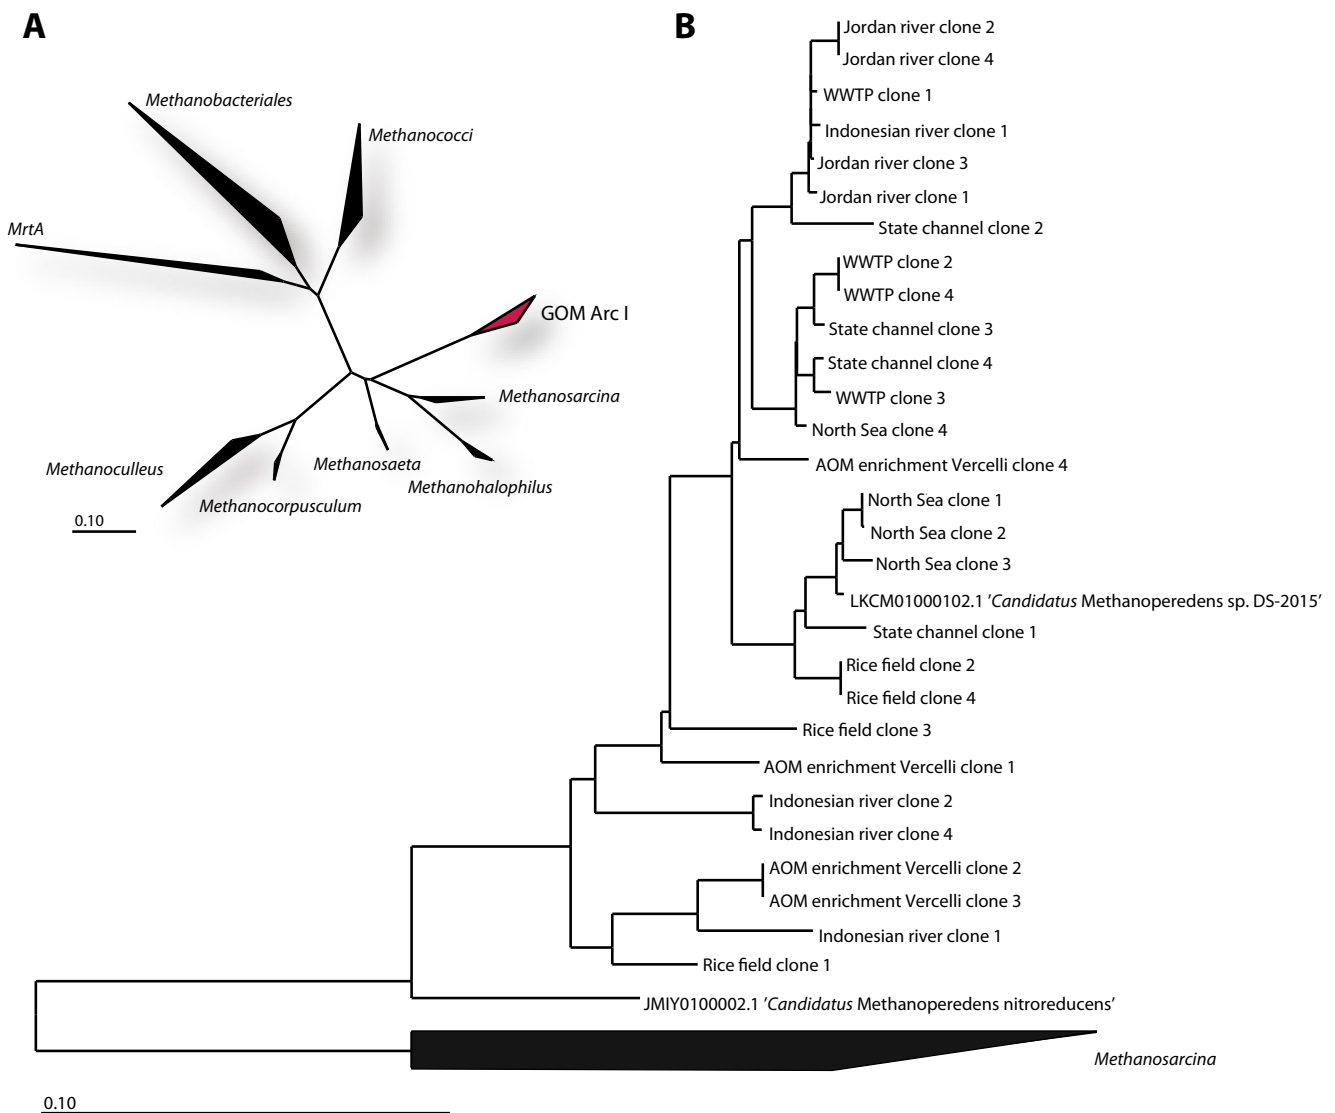 A
Methanobacteriales
Methanococci
MrtA
GOM Arc I
Methanosarcina
Methanosaeta
Methanoculleus
Methanohalophilus
Methanocorpusculum
0.10
B
Jordan river clone 2
Jordan river clone 4
WWTP clone 1
Indonesian river clone 1
Jordan river clone 3
Jordan river clone 1
State channel clone 2
WWTP clone 2
WWTP clone 4
State channel clone 3
State channel clone 4
WWTP clone 3
North Sea clone 4
AOM enrichment Vercelli clone 4
North Sea clone 1
North Sea clone 2
North Sea clone 3
LKCM01000102.1 ’Candidatus Methanoperedens sp. DS-2015’
State channel clone 1
Rice field clone 2
Rice field clone 4
Rice field clone 3
AOM enrichment Vercelli clone 1
Indonesian river clone 2
Indonesian river clone 4
AOM enrichment Vercelli clone 2
AOM enrichment Vercelli clone 3
Indonesian river clone 1
Rice field clone 1
JMIY0100002.1 ’Candidatus Methanoperedens nitroreducens’
Methanosarcina
0.10